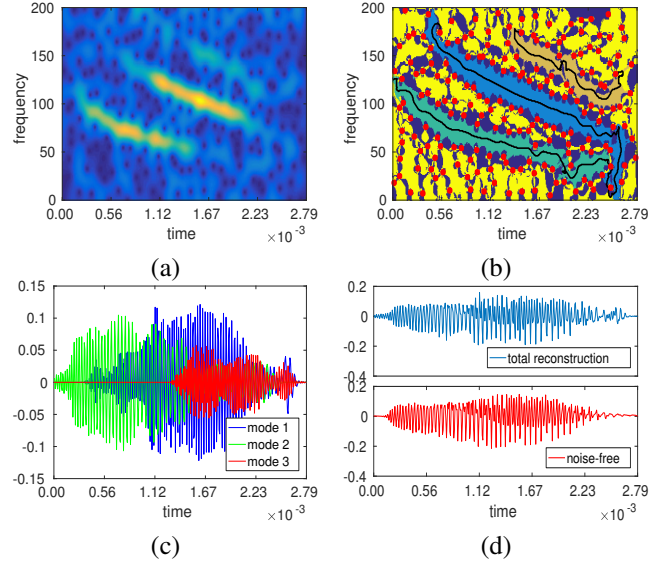 200
150
100
50
0
frequency
0.00 0.56 1.12 1.67 2.23 2.79
time
×10⁻³
(a)
200
150
100
50
0
frequency
0.00 0.56 1.12 1.67 2.23 2.79
time
×10⁻³
(b)
0.15
0.1
0.05
0
-0.05
-0.1
-0.15
mode 1
mode 2
mode 3
0.00 0.56 1.12 1.67 2.23 2.79
time
×10⁻³
(c)
0.2
0
-0.2
-0.4
total reconstruction
0.2
0
-0.2
-0.4
noise-free
0.00 0.56 1.12 1.67 2.23 2.79
time
×10⁻³
(d)